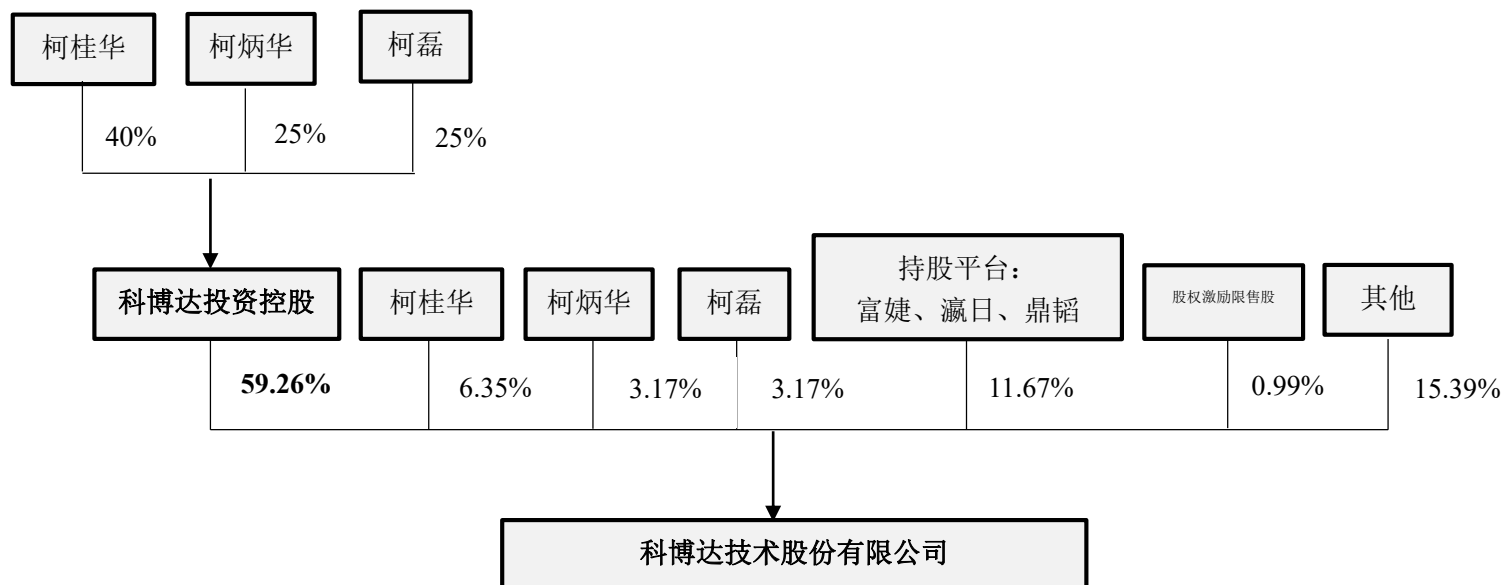 柯桂华
柯炳华
柯磊
40%
25%
25%
科博达投资控股
柯桂华
柯炳华
柯磊
持股平台：
富婕、瀛日、鼎韬
股权激励限售股
其他
59.26%
6.35%
3.17%
3.17%
11.67%
0.99%
15.39%
科博达技术股份有限公司